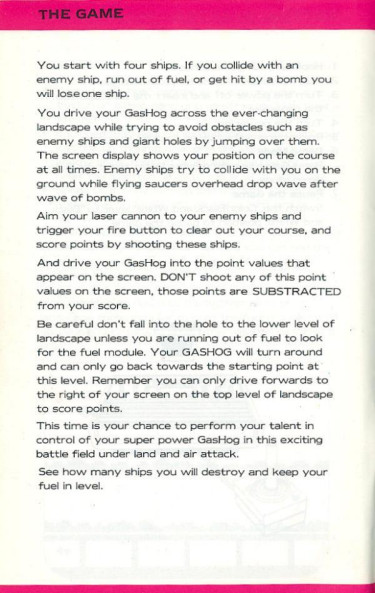 THE GAME
You start with four ships. If you collide with an
enemy ship, run out of fuel, or get hit by a bomb you
will lose one ship.
You drive your GasHog across the ever-changing
landscape while trying to avoid obstacles such as
enemy ships and giant holes by jumping over them.
The screen display shows your position on the course
at all times. Enemy ships try to collide with you on the
ground while flying saucers overhead drop wave after
wave of bombs.
Aim your laser cannon to your enemy ships and
trigger your fire button to clear out your course, and
score points by shooting these ships.
And drive your GasHog into the point values that
appear on the screen. DON'T shoot any of this point
values on the screen, those points are SUBSTRACTED
from your score.
Be careful don't fall into the hole to the lower level of
landscape unless you are running out of fuel to look
for the fuel module. Your GASHOG will turn around
and can only go back towards the starting point at
this level. Remember you can only drive forwards to
the right of your screen on the top level of landscape
to score points.
This time is your chance to perform your talent in
control of your super power GasHog in this exciting
battle field under land and air attack.
See how many ships you will destroy and keep your
fuel in level.